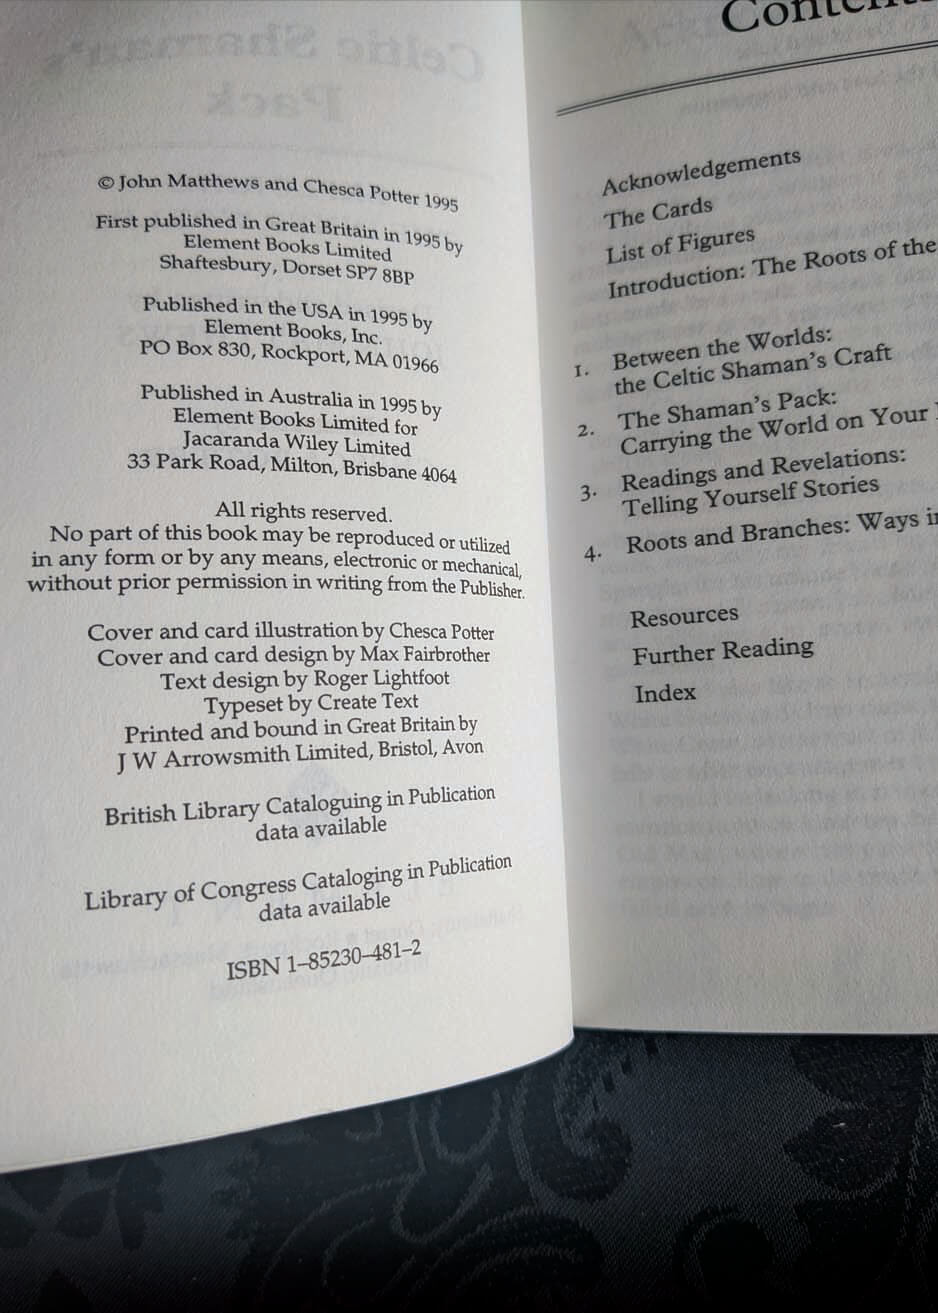 © John Matthews and Chesca Potter 1995
First published in Great Britain in 1995 by
Element Books Limited
Shaftesbury, Dorset SP7 8BP
Published in the USA in 1995 by
Element Books, Inc.
PO Box 830, Rockport, MA 01966
Published in Australia in 1995 by
Element Books Limited for
Jacaranda Wiley Limited
33 Park Road, Milton, Brisbane 4064
All rights reserved.
No part of this book may be reproduced or utilized
in any form or by any means, electronic or mechanical,
without prior permission in writing from the Publisher.
Cover and card illustration by Chesca Potter
Cover and card design by Max Fairbrother
Text design by Roger Lightfoot
Typeset by Create Text
Printed and bound in Great Britain by
J W Arrowsmith Limited, Bristol, Avon
British Library Cataloguing in Publication
data available
Library of Congress Cataloging in Publication
data available
ISBN 1–85230–481–2
Acknowledgements
The Cards
List of Figures
Introduction: The Roots of the
1. Between the Worlds:
the Celtic Shaman's Craft
2. The Shaman's Pack:
Carrying the World on Your
3. Readings and Revelations:
Telling Yourself Stories
4. Roots and Branches: Ways
Resources
Further Reading
Index